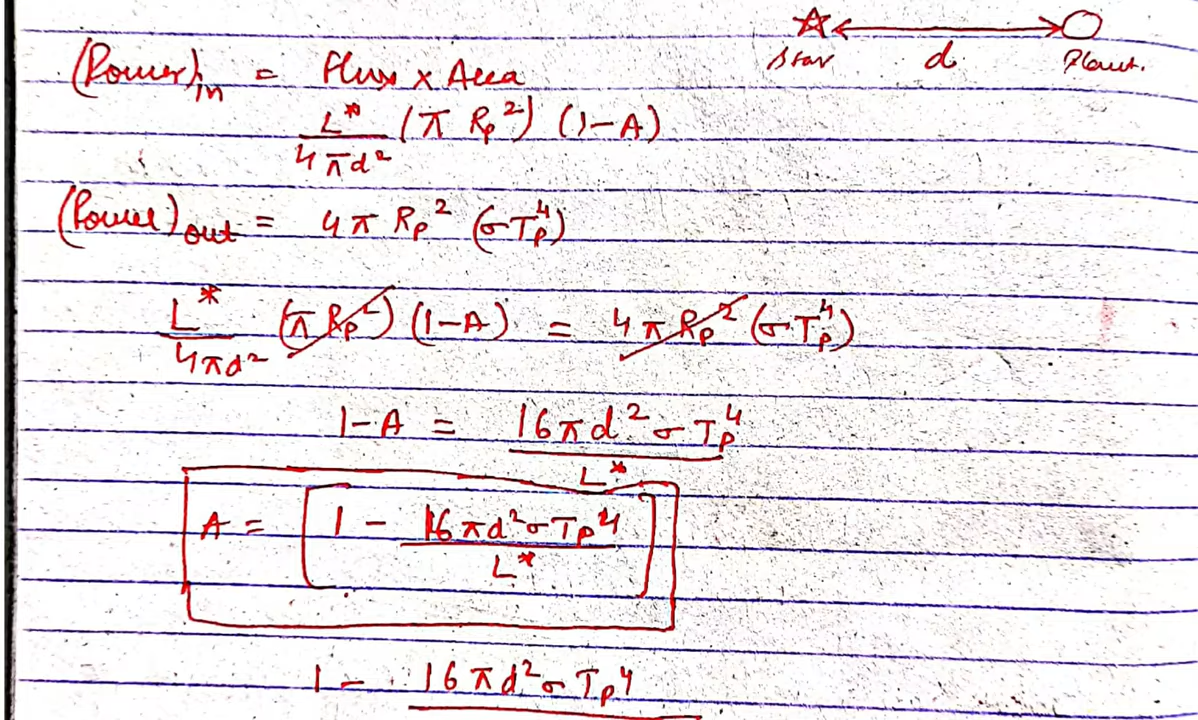 Star d Planet.
(Power)in = Flux × Area
L*/4πd² (π Rp²) (1-A)
(Power)out = 4π Rp² (σTp⁴)
L*/4πd² (π Rp²) (1-A) = 4π Rp² (σTp⁴)
1-A = 16πd²σTp⁴/L*
A = [1 - 16πd²σTp⁴/L*]
1 - 16πd²σTp⁴